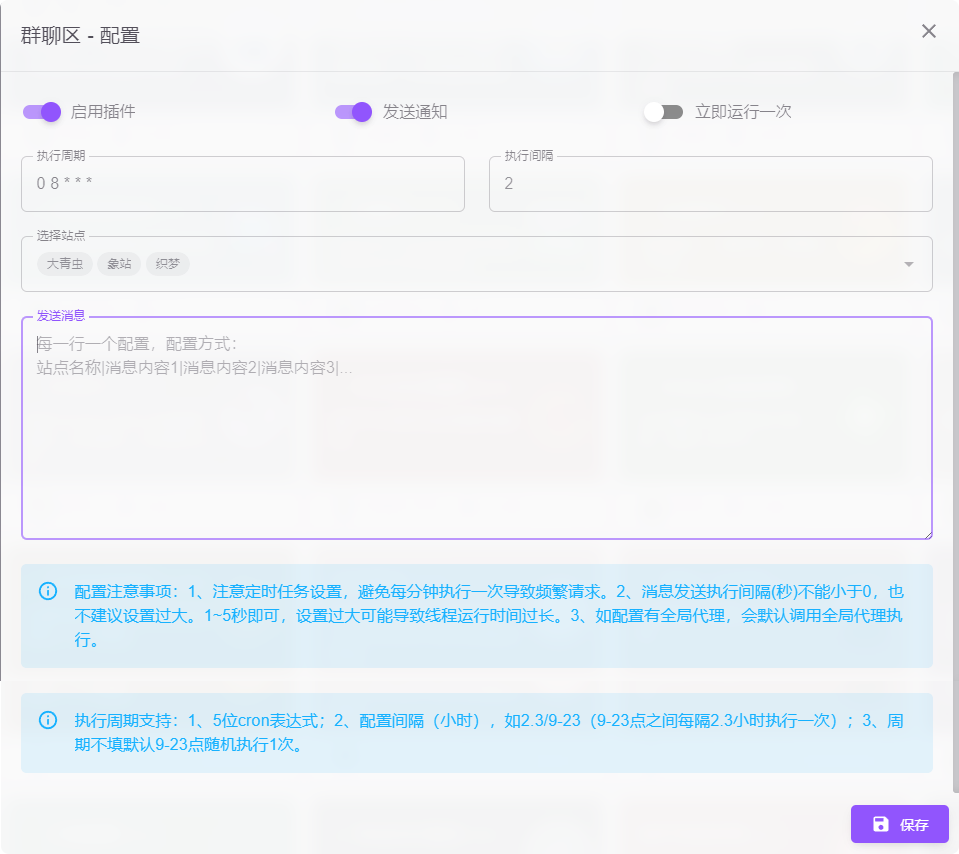 群聊区 - 配置
启用插件
发送通知
立即运行一次
执行周期
执行间隔
0 8 * * *
2
选择站点
大青虫
象站
织梦
发送消息
每一行一个配置，配置方式：
站点名称|消息内容1|消息内容2|消息内容3|...
配置注意事项：1、注意定时任务设置，避免每分钟执行一次导致频繁请求。2、消息发送执行间隔(秒)不能小于0，也
不建议设置过大。1~5秒即可，设置过大可能导致线程运行时间过长。3、如配置有全局代理，会默认调用全局代理执
行。
执行周期支持：1、5位cron表达式；2、配置间隔（小时），如2.3/9-23（9-23点之间每隔2.3小时执行一次）；3、周
期不填默认9-23点随机执行1次。
保存